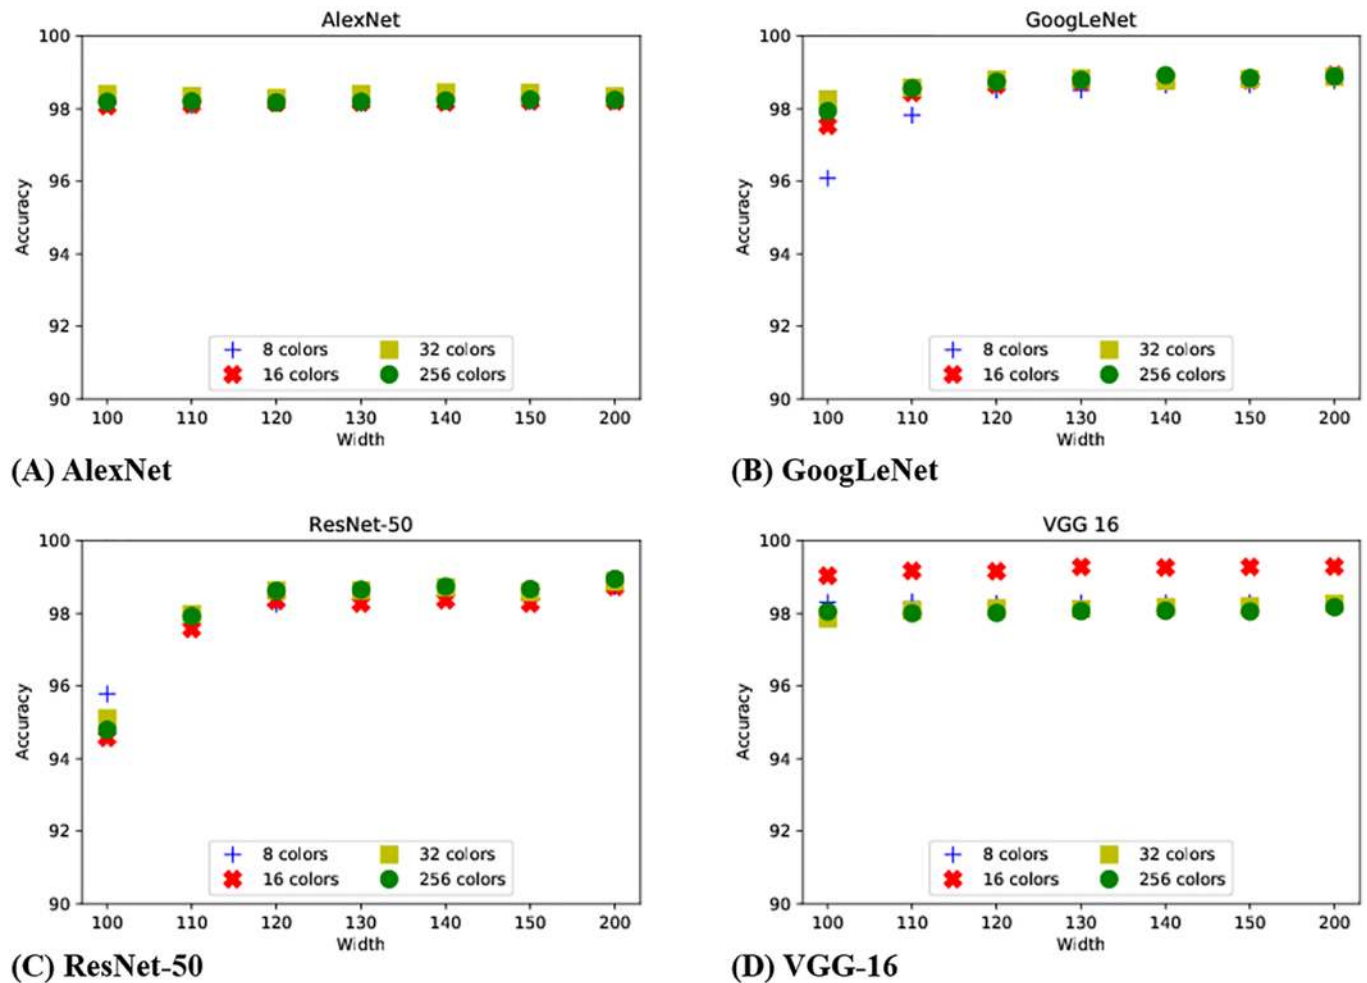 AlexNet
100
98
96
94
92
90
Accuracy
8 colors
16 colors
32 colors
256 colors
100 110 120 130 140 150 200
Width
(A) AlexNet
GoogLeNet
100
98
96
94
92
90
Accuracy
8 colors
16 colors
32 colors
256 colors
100 110 120 130 140 150 200
Width
(B) GoogLeNet
ResNet-50
100
98
96
94
92
90
Accuracy
8 colors
16 colors
32 colors
256 colors
100 110 120 130 140 150 200
Width
(C) ResNet-50
VGG 16
100
98
96
94
92
90
Accuracy
8 colors
16 colors
32 colors
256 colors
100 110 120 130 140 150 200
Width
(D) VGG-16